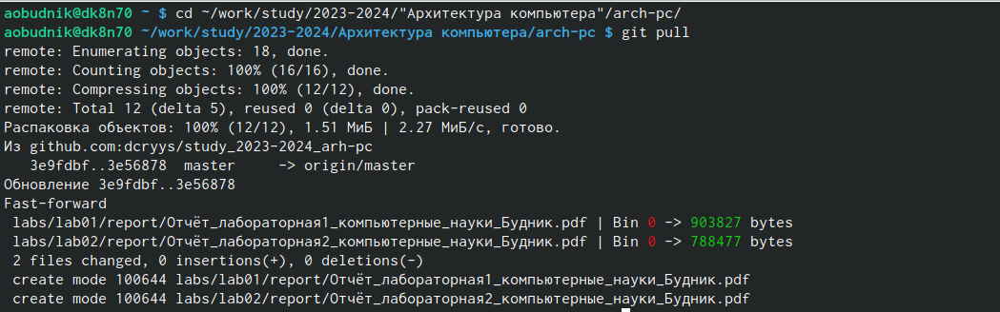 aobudnik@dk8n70 ~ $ cd ~/work/study/2023-2024/"Архитектура компьютера"/arch-pc/
aobudnik@dk8n70 ~/work/study/2023-2024/Архитектура компьютера/arch-pc $ git pull
remote: Enumerating objects: 18, done.
remote: Counting objects: 100% (16/16), done.
remote: Compressing objects: 100% (12/12), done.
remote: Total 12 (delta 5), reused 0 (delta 0), pack-reused 0
Распаковка объектов: 100% (12/12), 1.51 МиБ | 2.27 МиБ/с, готово.
Из github.com:dcryys/study_2023-2024_arh-pc
   3e9fdbf..3e56878  master     -> origin/master
Обновление 3e9fdbf..3e56878
Fast-forward
 labs/lab01/report/Отчёт_лабораторная1_компьютерные_науки_Будник.pdf | Bin 0 -> 903827 bytes
 labs/lab02/report/Отчёт_лабораторная2_компьютерные_науки_Будник.pdf | Bin 0 -> 788477 bytes
 2 files changed, 0 insertions(+), 0 deletions(-)
 create mode 100644 labs/lab01/report/Отчёт_лабораторная1_компьютерные_науки_Будник.pdf
 create mode 100644 labs/lab02/report/Отчёт_лабораторная2_компьютерные_науки_Будник.pdf